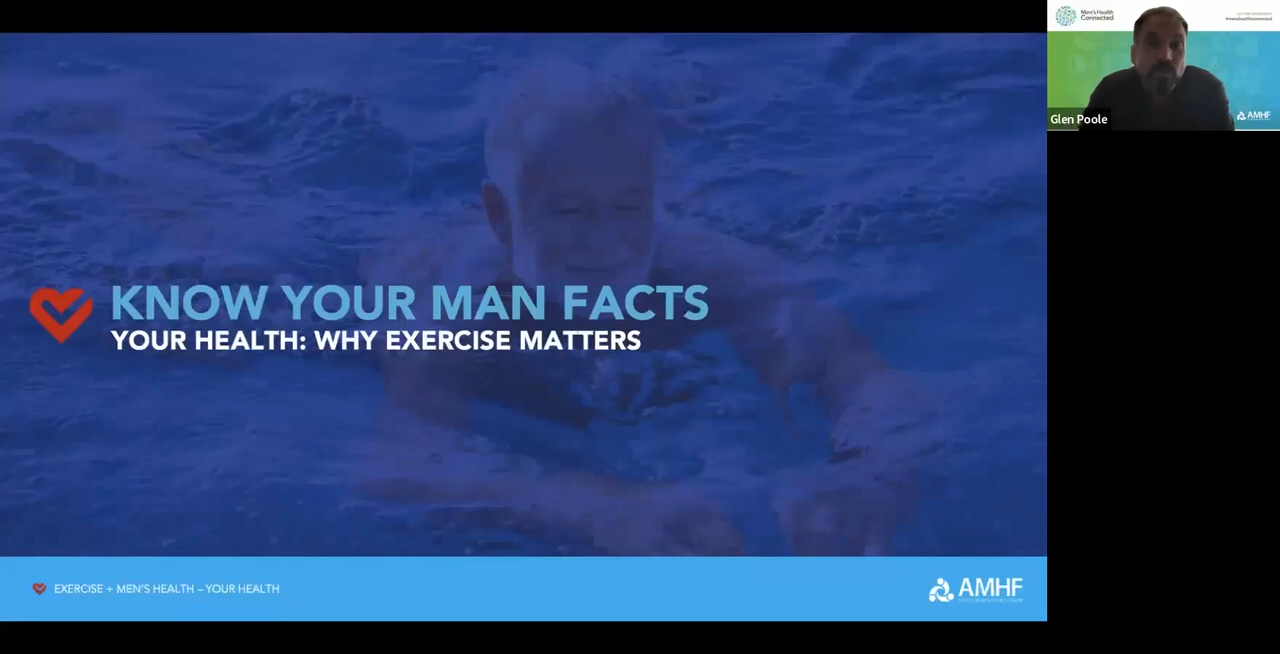 KNOW YOUR MAN FACTS
YOUR HEALTH: WHY EXERCISE MATTERS
EXERCISE + MEN'S HEALTH – YOUR HEALTH
AMHF
Men's Health
Connected
#menshealthconnected
AMHF
Glen Poole